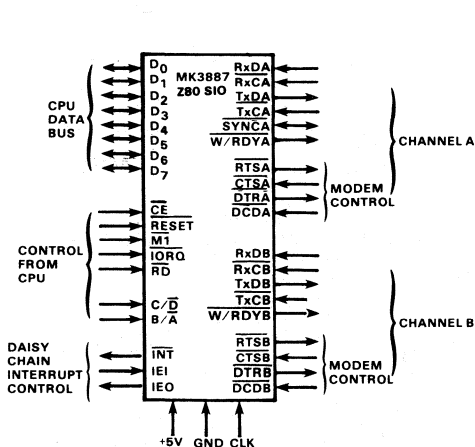 MK3887
Z80 SIO
CPU
DATA
BUS
D0
D1
D2
D3
D4
D5
D6
D7
CONTROL
FROM
CPU
CE
RESET
M1
IORQ
RD
C/D
B/A
DAISY
CHAIN
INTERRUPT
CONTROL
INT
IEI
IEO
RxDA
RxCA
TxDA
TxCA
SYNCA
W/RDYA
RTSA
CTSA
DTRA
DCDA
MODEM
CONTROL
CHANNEL A
RxDB
RxCB
TxDB
TxCB
W/RDYB
RTSB
CTSB
DTRB
DCDB
MODEM
CONTROL
CHANNEL B
+5V GND CLK